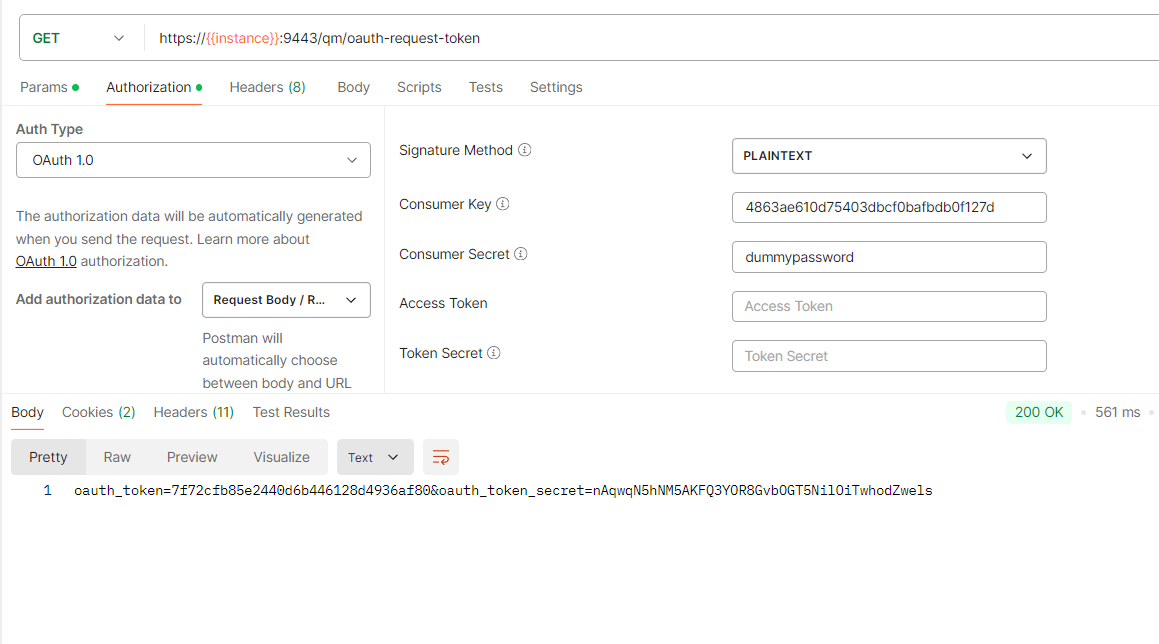 GET
https://{{instance}}:9443/qm/oauth-request-token
Params Authorization Headers (8) Body Scripts Tests Settings
Auth Type
OAuth 1.0
The authorization data will be automatically generated
when you send the request. Learn more about
OAuth 1.0 authorization.
Add authorization data to
Request Body / R...
Postman will
automatically choose
between body and URL
Signature Method
PLAINTEXT
Consumer Key
4863ae610d75403dbcf0bafbdb0f127d
Consumer Secret
dummypassword
Access Token
Access Token
Token Secret
Token Secret
Body Cookies (2) Headers (11) Test Results
200 OK 561 ms
Pretty Raw Preview Visualize Text
1 oauth_token=7f72cfb85e2440d6b446128d4936af80&oauth_token_secret=nAqwqN5hNM5AKFQ3YOR8GvbOGT5NilOiTwhodZwels